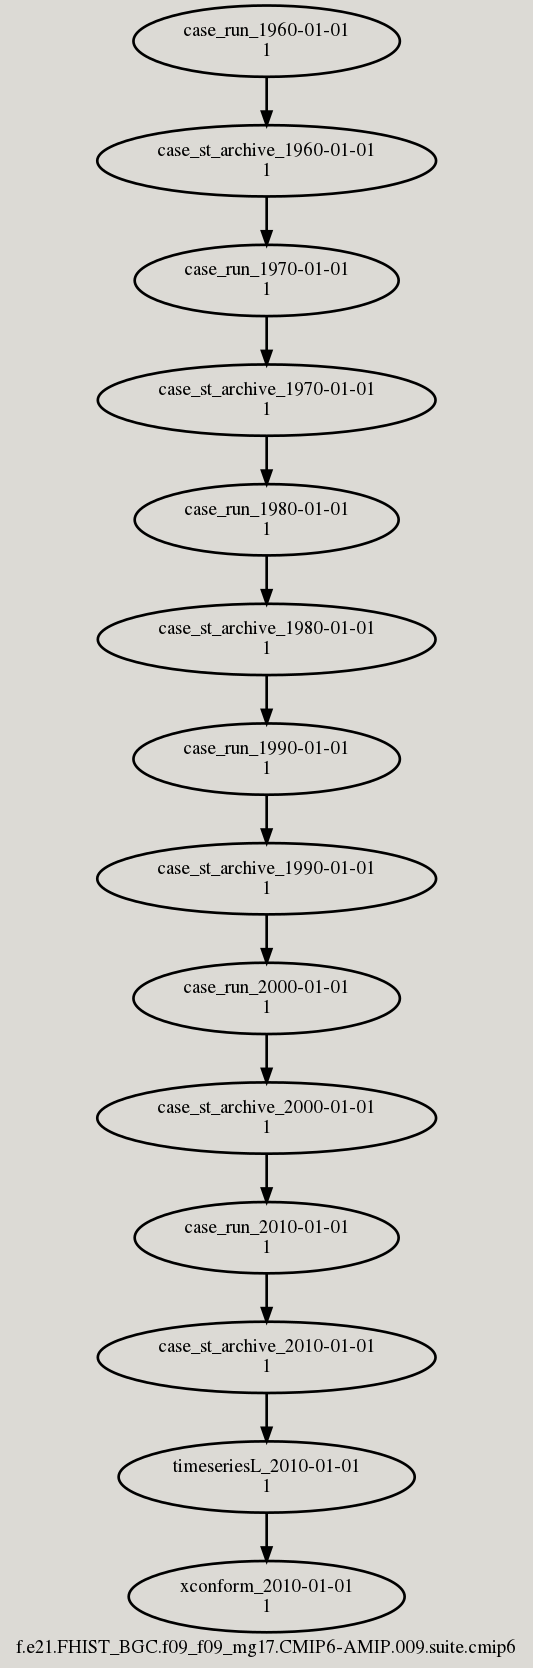 case_run_1960-01-01
1
case_st_archive_1960-01-01
1
case_run_1970-01-01
1
case_st_archive_1970-01-01
1
case_run_1980-01-01
1
case_st_archive_1980-01-01
1
case_run_1990-01-01
1
case_st_archive_1990-01-01
1
case_run_2000-01-01
1
case_st_archive_2000-01-01
1
case_run_2010-01-01
1
case_st_archive_2010-01-01
1
timeseriesL_2010-01-01
1
xconform_2010-01-01
1
f.e21.FHIST_BGC.f09_f09_mg17.CMIP6-AMIP.009.suite.cmip6